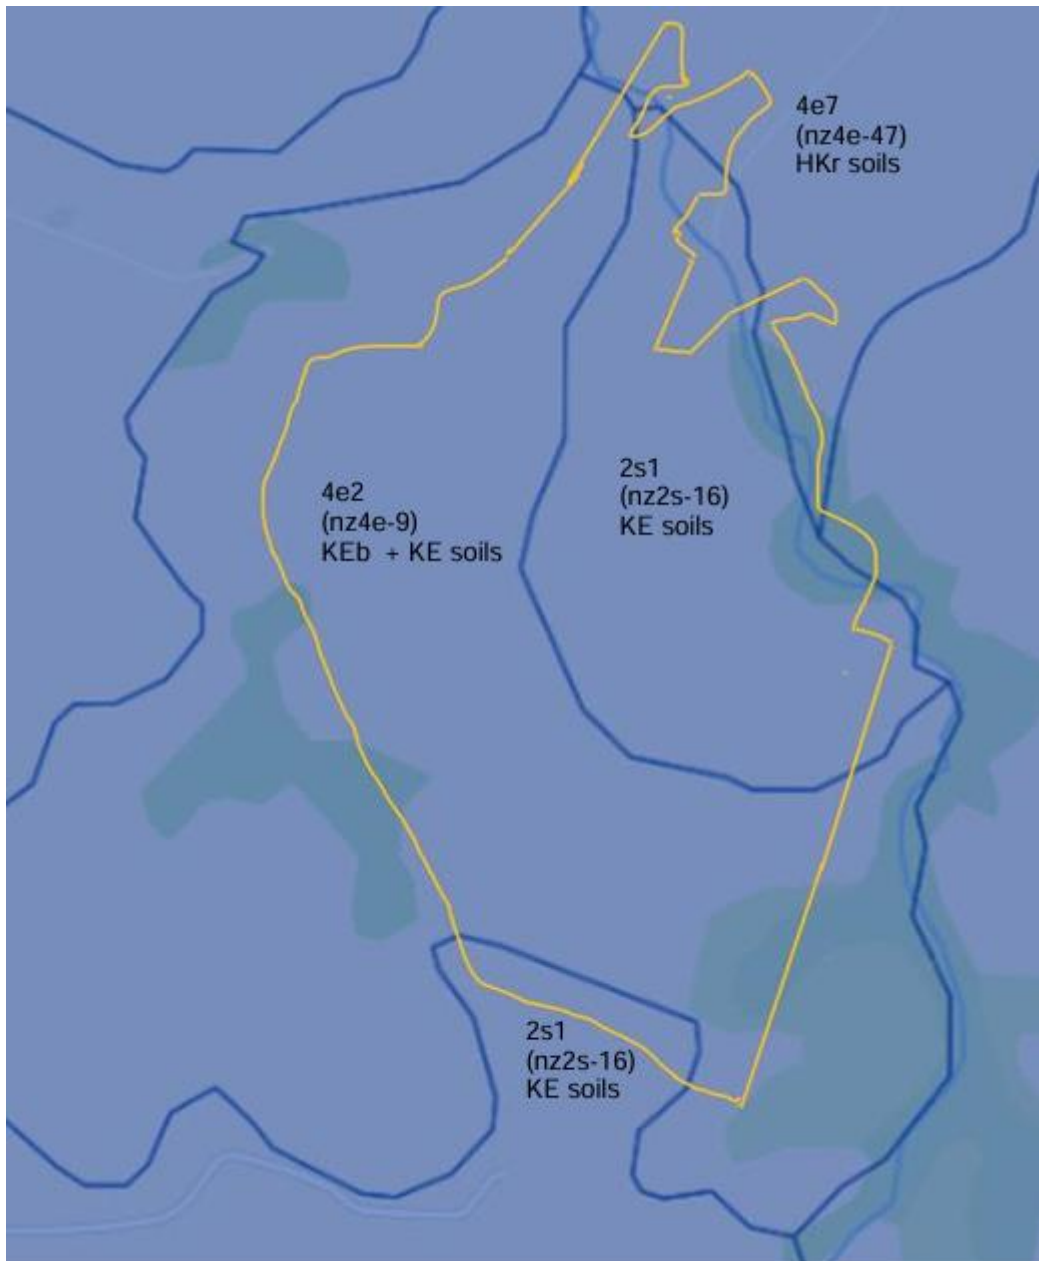 4e7
(nz4e-47)
HKr soils
2s1
(nz2s-16)
KE soils
4e2
(nz4e-9)
KEb + KE soils
2s1
(nz2s-16)
KE soils